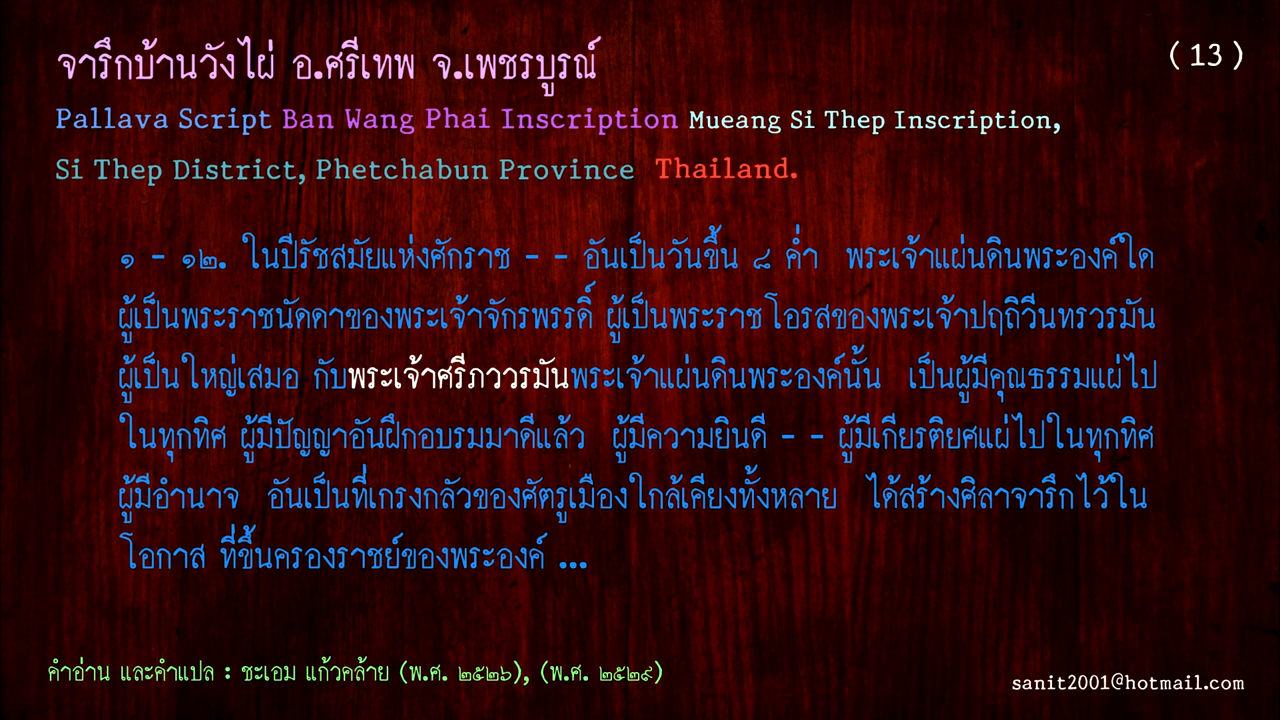 จารึกบ้านวังไผ่ อ.ศรีเทพ จ.เพชรบูรณ์
( 13 )
Pallava Script Ban Wang Phai Inscription Mueang Si Thep Inscription,
Si Thep District, Phetchabun Province Thailand.
๑ - ๑๒. ในปีรัชสมัยแห่งศักราช - - อันเป็นวันขึ้น ๘ ค่ำ พระเจ้าแผ่นดินพระองค์ใด
ผู้เป็นพระราชนัดดาของพระเจ้าจักรพรรดิ์ ผู้เป็นพระราชโอรสของพระเจ้าปฤถิวีนทรวรมัน
ผู้เป็นใหญ่เสมอ กับพระเจ้าศรีภววรมันพระเจ้าแผ่นดินพระองค์นั้น เป็นผู้มีคุณธรรมแผ่ไป
ในทุกทิศ ผู้มีปัญญาอันฝึกอบรมมาดีแล้ว ผู้มีความยินดี - - ผู้มีเกียรติยศแผ่ไปในทุกทิศ
ผู้มีอำนาจ อันเป็นที่เกรงกลัวของศัตรูเมืองใกล้เคียงทั้งหลาย ได้สร้างศิลาจารึกไว้ใน
โอกาส ที่ขึ้นครองราชย์ของพระองค์ ...
คำอ่าน และคำแปล : ชะเอม แก้วคล้าย (พ.ศ. ๒๕๒๖), (พ.ศ. ๒๕๒๙)
sanit2001@hotmail.com